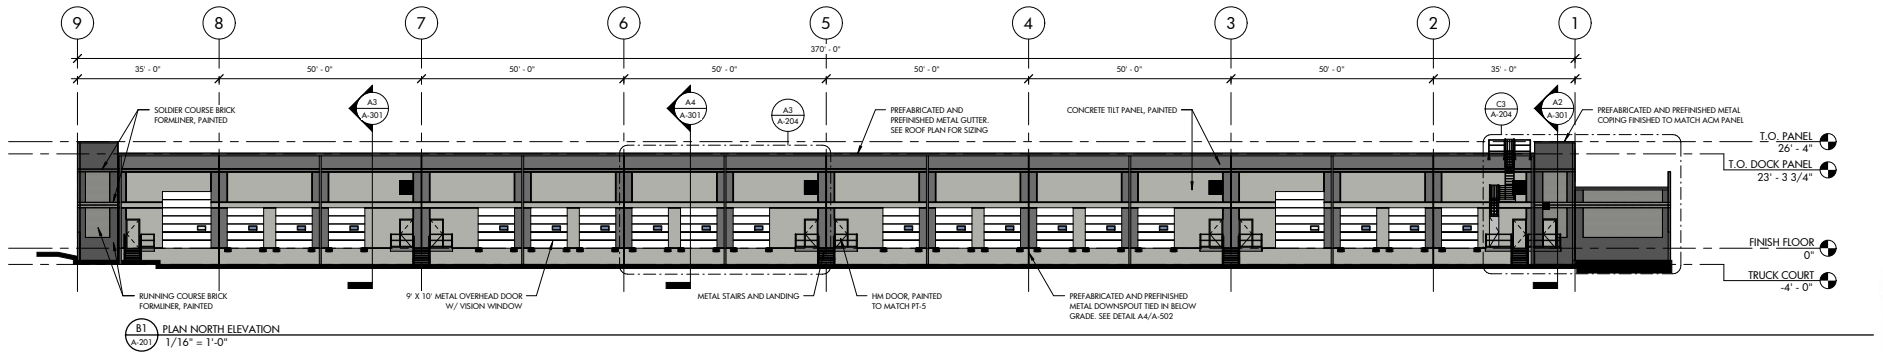 9 8 7 6 5 4 3 2 1
370' - 0"
35' - 0" 50' - 0" 50' - 0" 50' - 0" 50' - 0" 50' - 0" 50' - 0" 35' - 0"
A3
A-301
A4
A-301
A3
A-204
C3
A-204
A2
A-301
SOLDIER COURSE BRICK
FORMLINER, PAINTED
PREFABRICATED AND
PREFINISHED METAL GUTTER.
SEE ROOF PLAN FOR SIZING
CONCRETE TILT PANEL, PAINTED
PREFABRICATED AND PREFINISHED METAL
COPING FINISHED TO MATCH ACM PANEL
T.O. PANEL
26' - 4"
T.O. DOCK PANEL
23' - 3 3/4"
FINISH FLOOR
0"
TRUCK COURT
-4' - 0"
RUNNING COURSE BRICK
FORMLINER, PAINTED
9' X 10' METAL OVERHEAD DOOR
W/ VISION WINDOW
METAL STAIRS AND LANDING
HM DOOR, PAINTED
TO MATCH PT-5
PREFABRICATED AND PREFINISHED
METAL DOWNSPOUT TIED IN BELOW
GRADE. SEE DETAIL A4/A-502
B1
A-201
PLAN NORTH ELEVATION
1/16" = 1'-0"